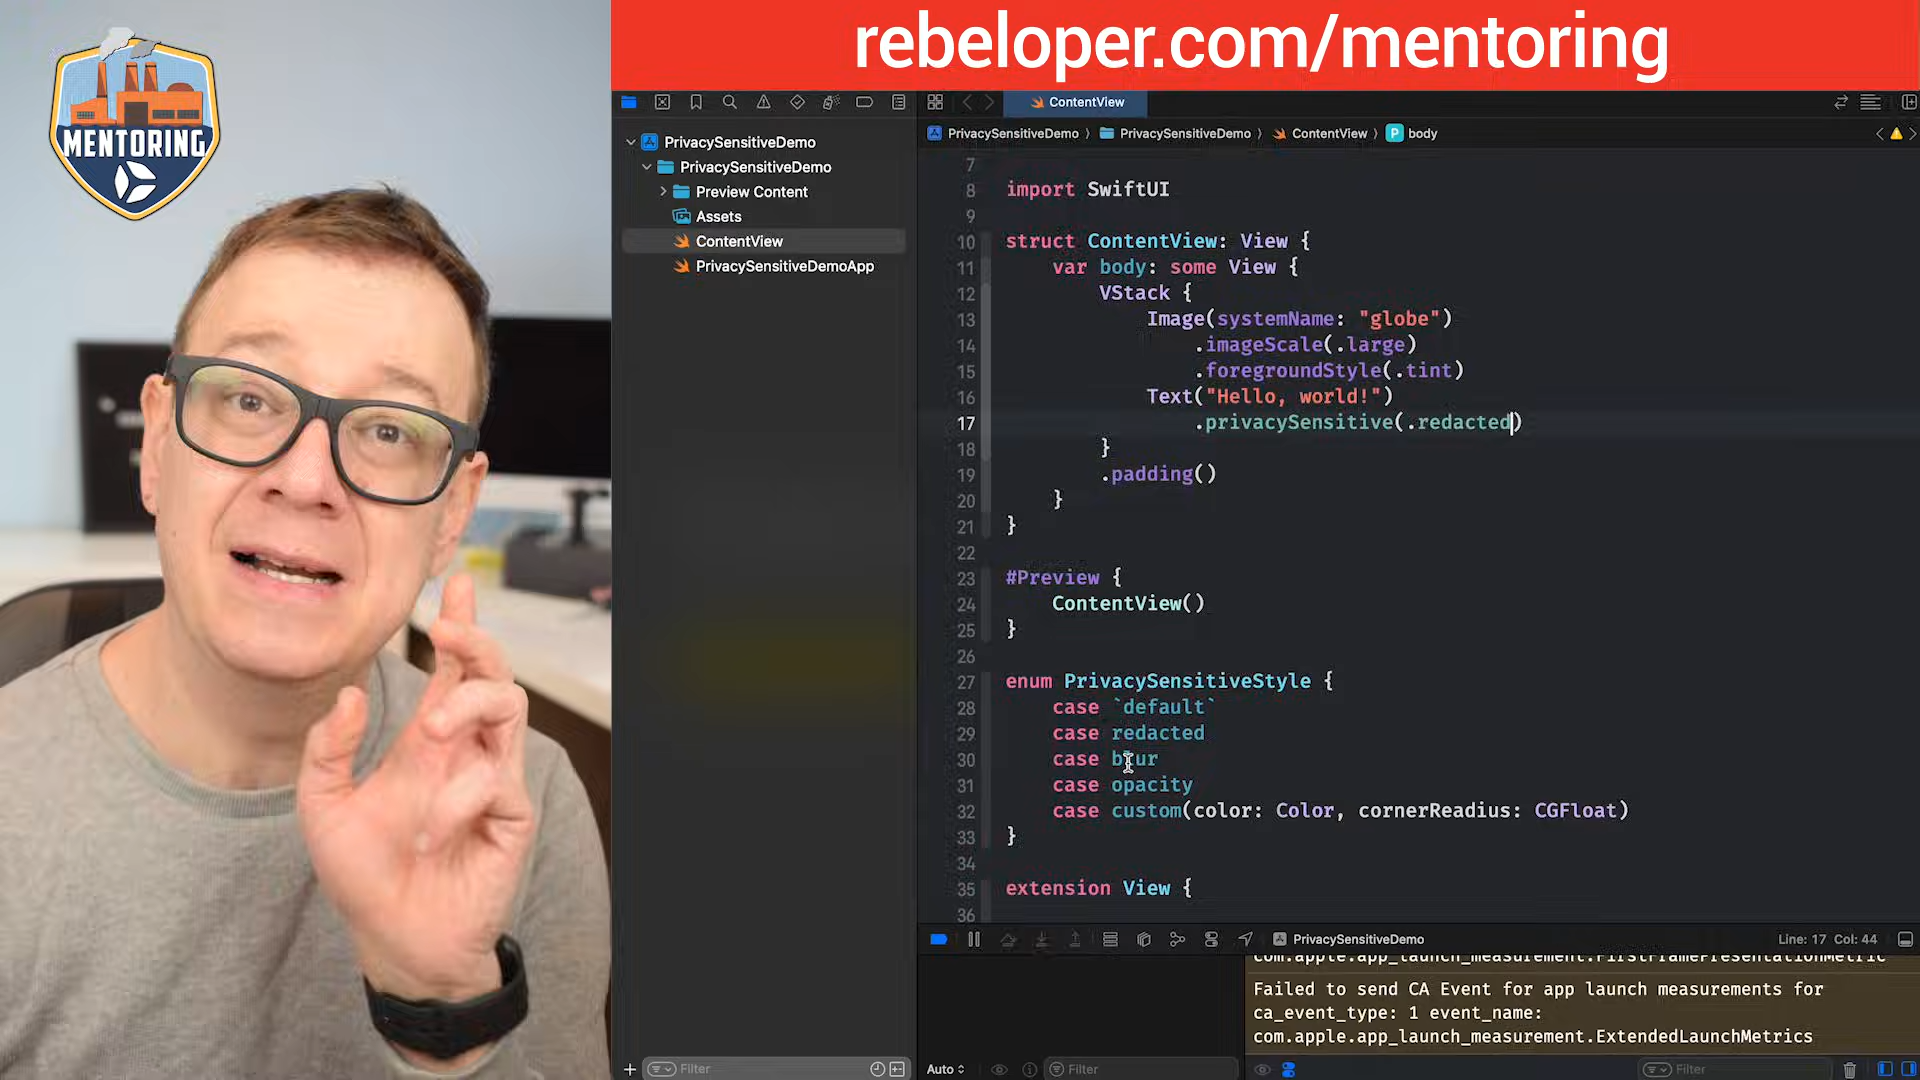 rebeloper.com/mentoring
MENTORING
ContentView
PrivacySensitiveDemo
PrivacySensitiveDemo
Preview Content
Assets
ContentView
PrivacySensitiveDemoApp
PrivacySensitiveDemo PrivacySensitiveDemo ContentView P body
7
8 import SwiftUI
9
10 struct ContentView: View {
11 var body: some View {
12 VStack {
13 Image(systemName: "globe")
14 .imageScale(.large)
15 .foregroundStyle(.tint)
16 Text("Hello, world!")
17 .privacySensitive(.redacted)
18 }
19 .padding()
20 }
21 }
22
23 #Preview {
24 ContentView()
25 }
26
27 enum PrivacySensitiveStyle {
28 case `default`
29 case redacted
30 case blur
31 case opacity
32 case custom(color: Color, cornerReadius: CGFloat)
33 }
34
35 extension View {
36
PrivacySensitiveDemo
Line: 17 Col: 44
com.apple.app_launch_measurement.FirstFramePresentationMetric
Failed to send CA Event for app launch measurements for
ca_event_type: 1 event_name:
com.apple.app_launch_measurement.ExtendedLaunchMetrics
Filter
Auto
Filter
Filter